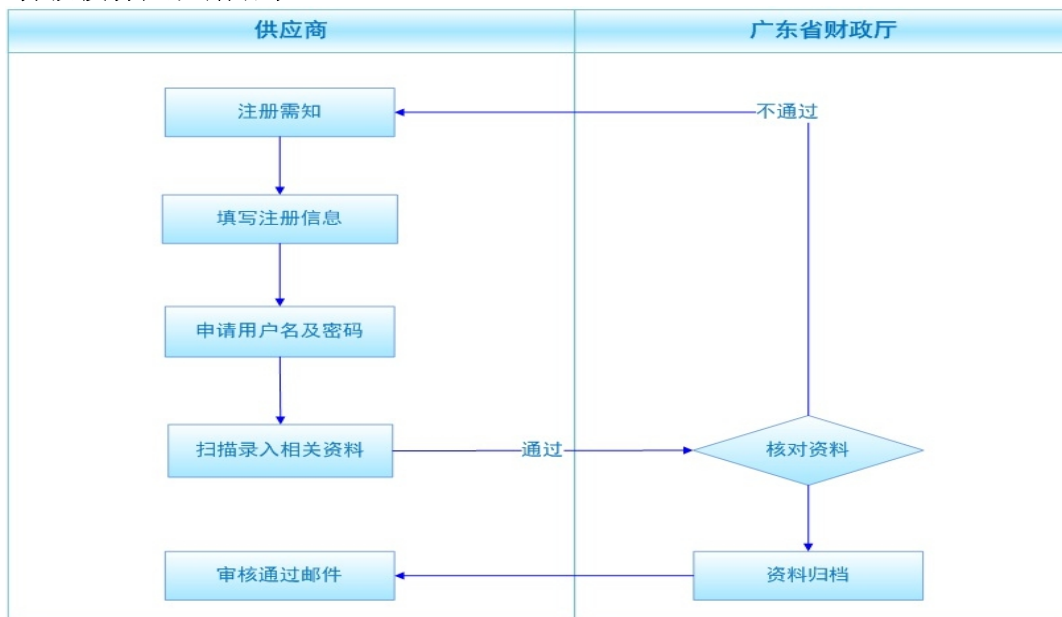 供应商
广东省财政厅
注册需知
不通过
填写注册信息
申请用户名及密码
扫描录入相关资料
通过
核对资料
审核通过邮件
资料归档